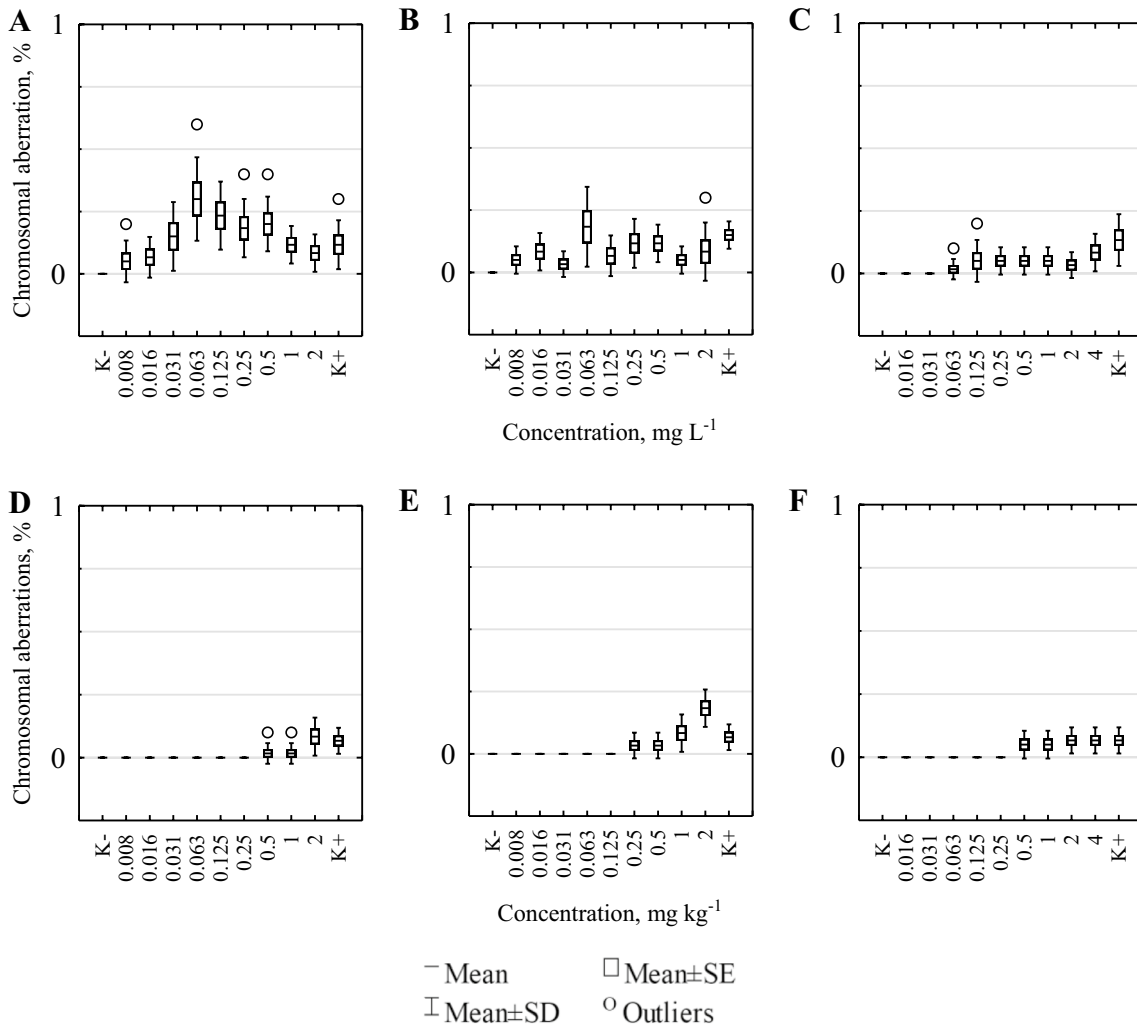 A
B
C
Chromosomal aberration, %
1
0
1
0
1
0
K- 0.008 0.016 0.031 0.063 0.125 0.25 0.5 1 2 K+
K- 0.008 0.016 0.031 0.063 0.125 0.25 0.5 1 2 K+
K- 0.016 0.031 0.063 0.125 0.25 0.5 1 2 4 K+
Concentration, mg L-1
D
E
F
Chromosomal aberrations, %
1
0
1
0
1
0
K- 0.008 0.016 0.031 0.063 0.125 0.25 0.5 1 2 K+
K- 0.008 0.016 0.031 0.063 0.125 0.25 0.5 1 2 K+
K- 0.016 0.031 0.063 0.125 0.25 0.5 1 2 4 K+
Concentration, mg kg-1
Mean
Mean±SE
Mean±SD
Outliers